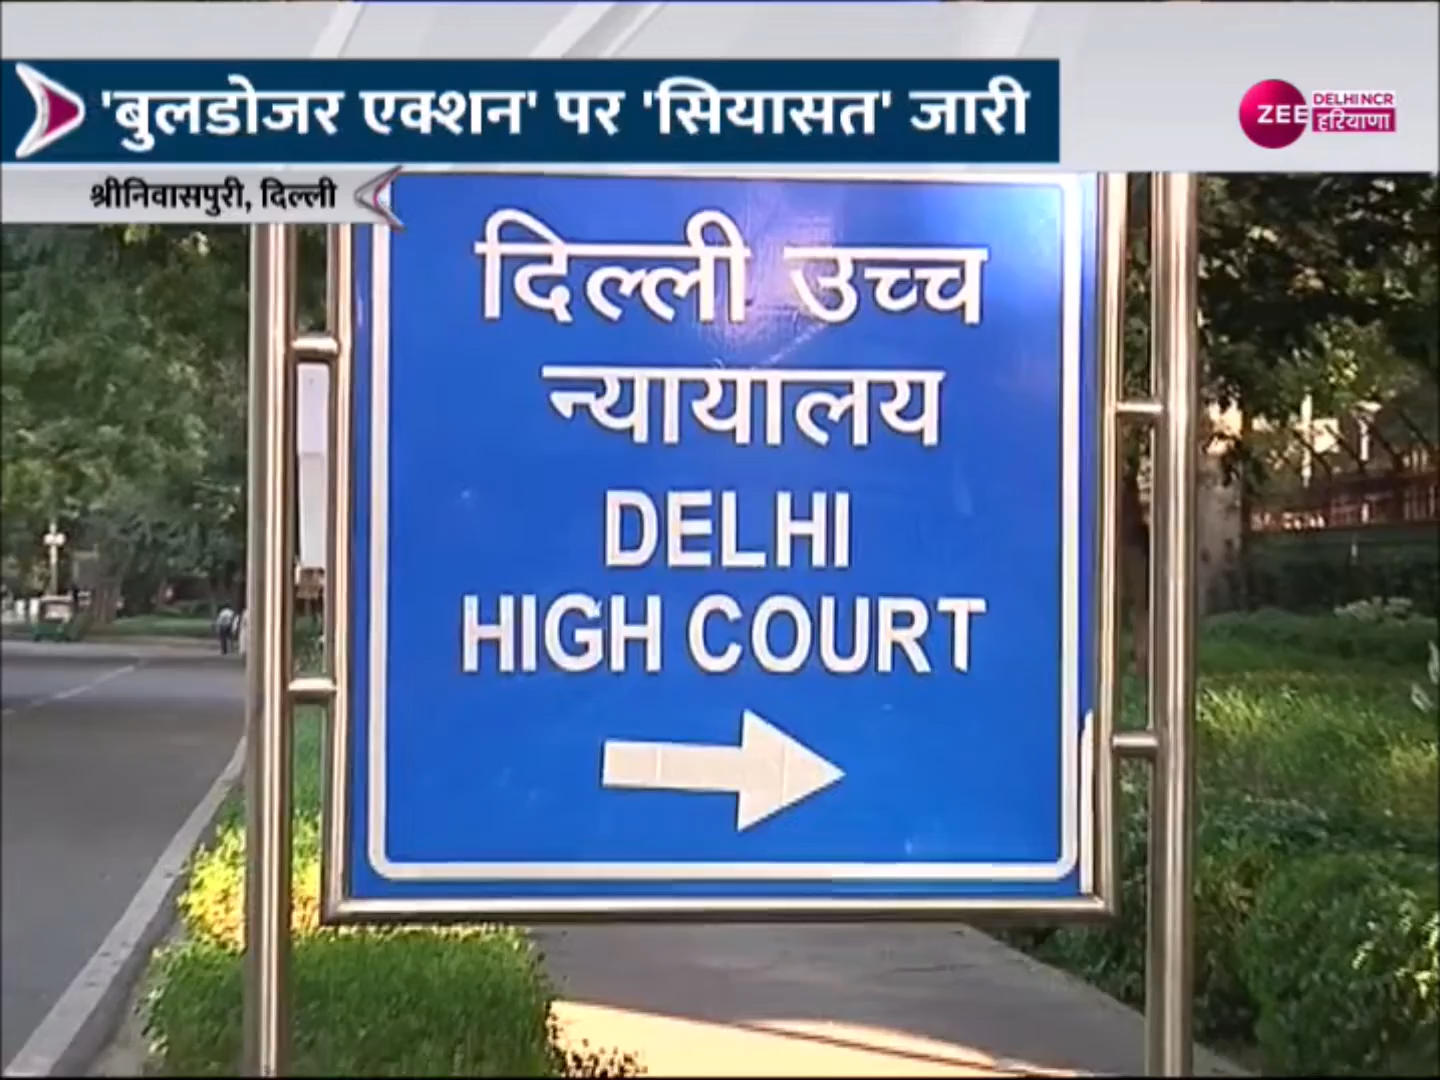 'बुलडोजर एक्शन' पर 'सियासत' जारी
ZEE DELHI NCR
हरियाणा
श्रीनिवासपुरी, दिल्ली
दिल्ली उच्च
न्यायालय
DELHI
HIGH COURT